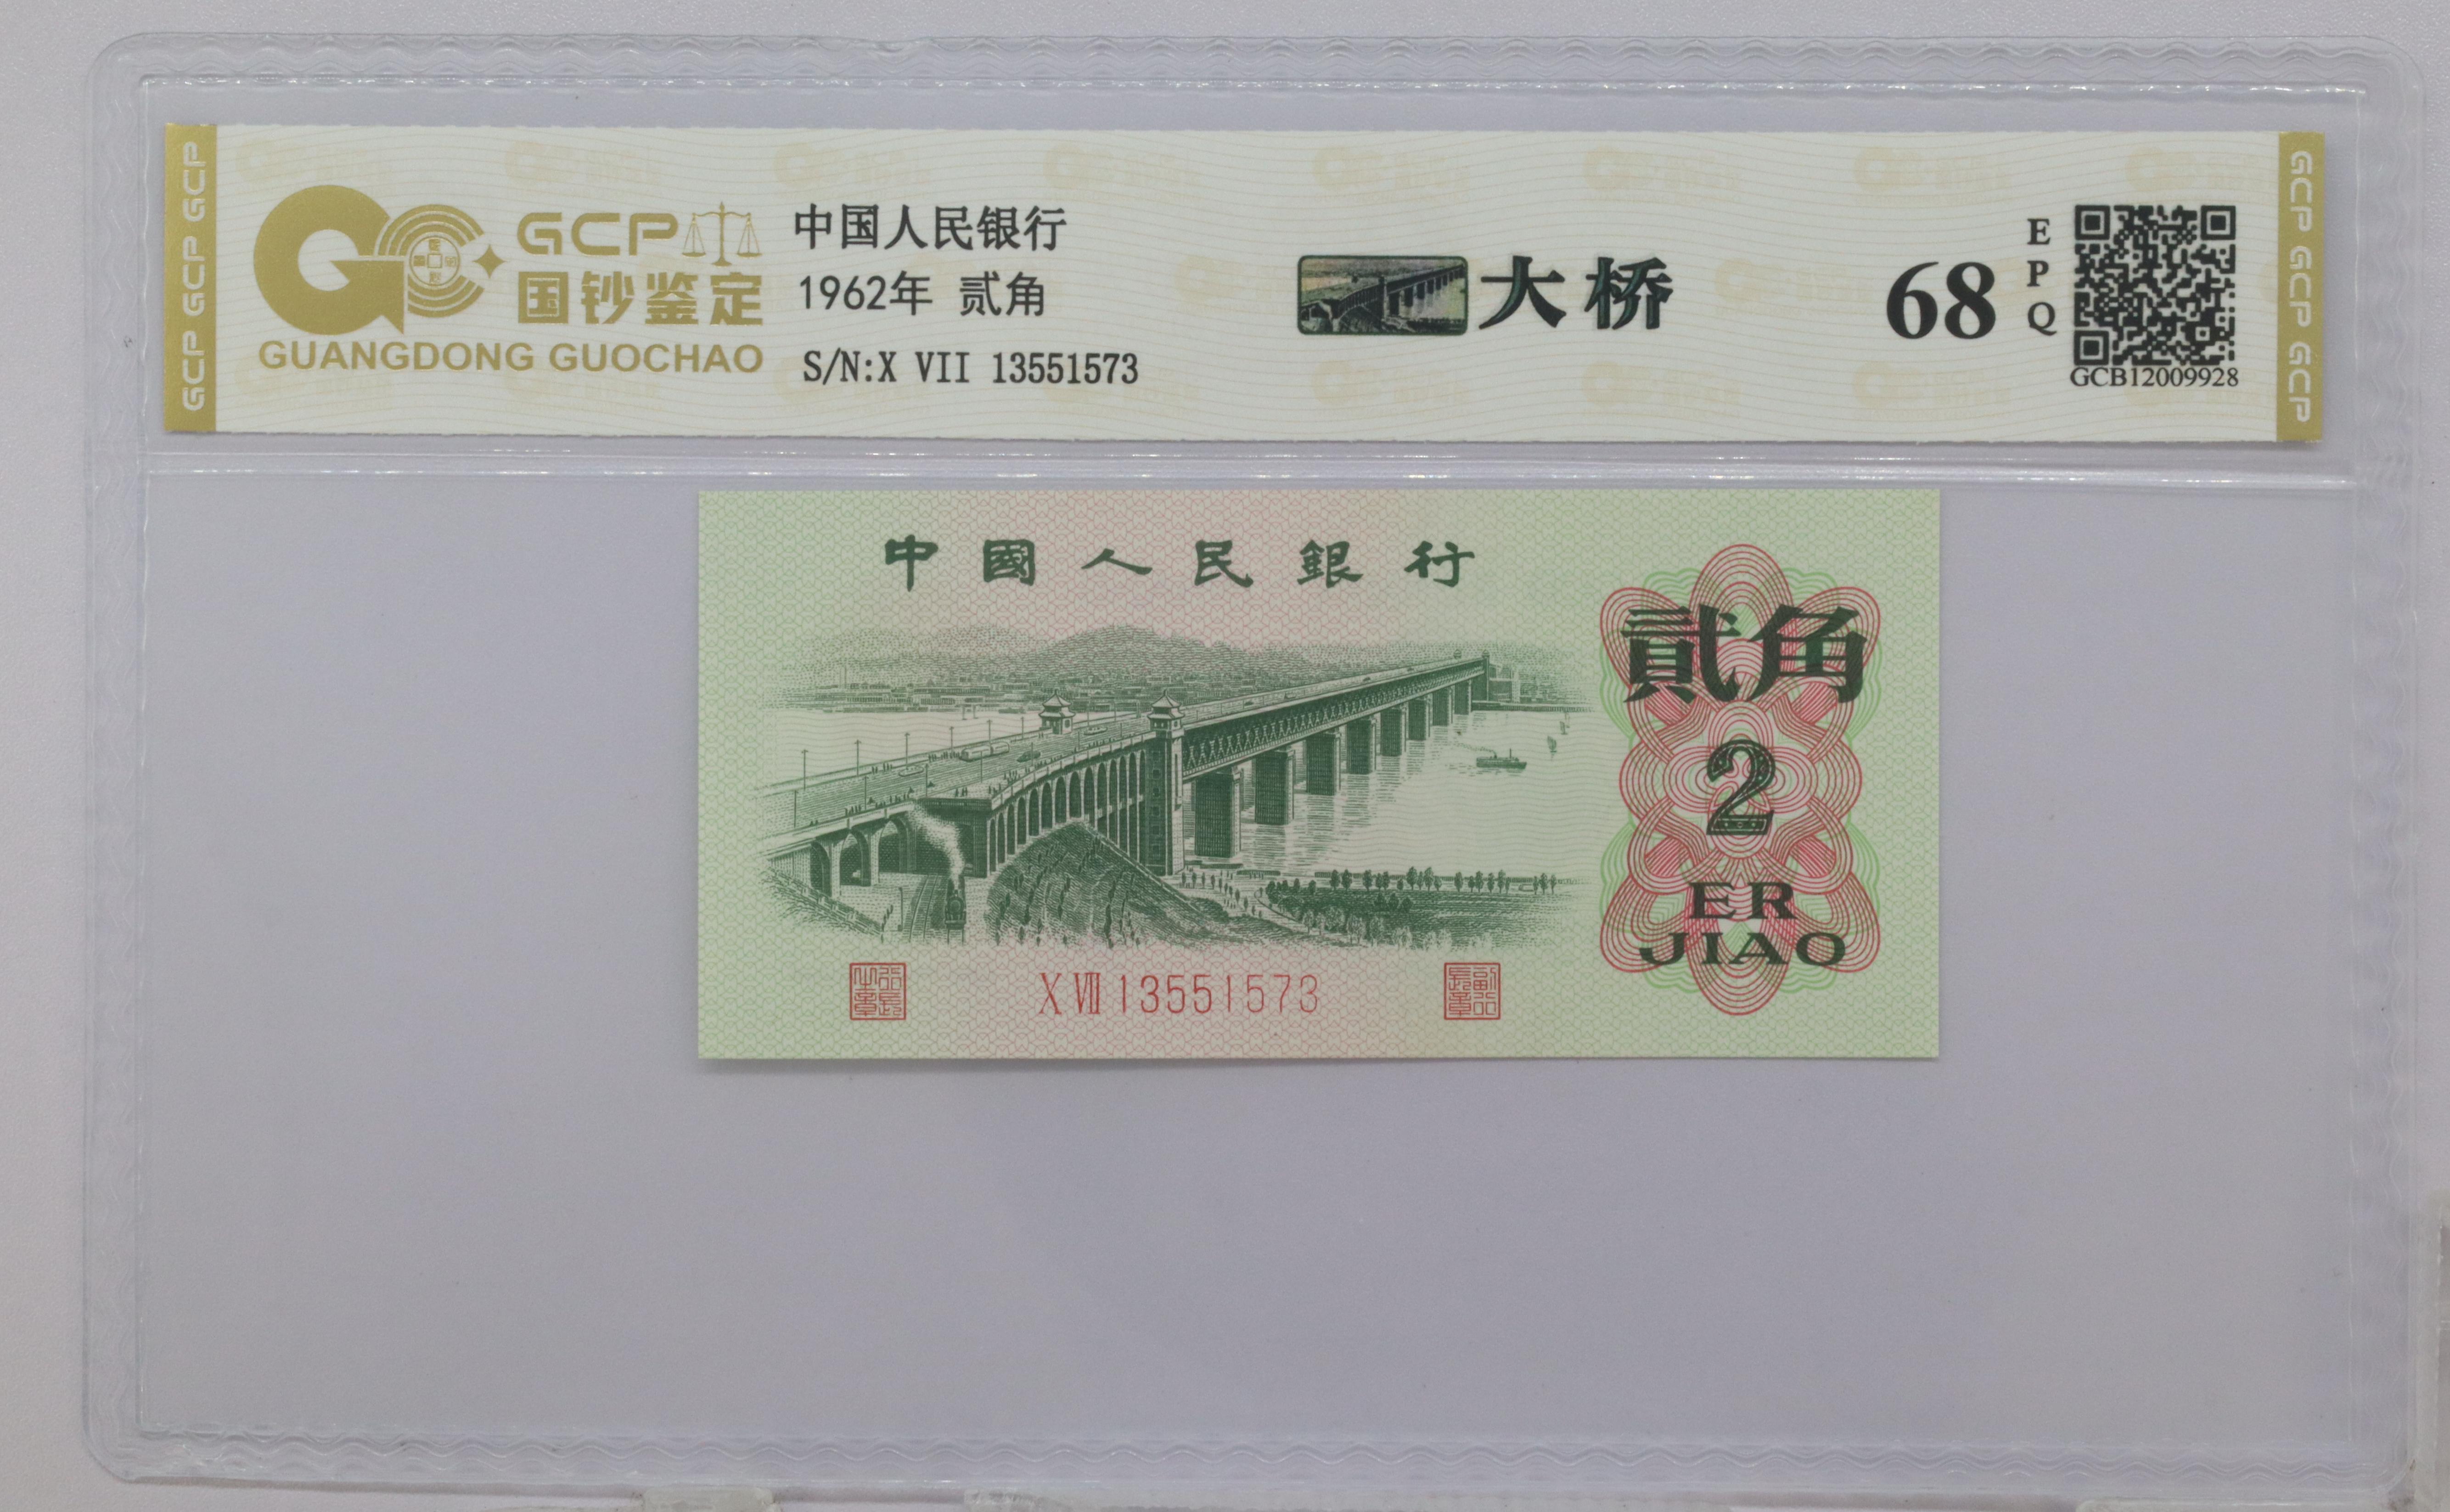 GCP GCP GCP
GCP
国钞鉴定
GUANGDONG GUOCHAO
中国人民银行
1962年 贰角
S/N:X VII 13551573
大桥
68
EPQ
GCB12009928
GCP GCP GCP
中國人民銀行
貳角
2
ER
JIAO
X VII 13551573